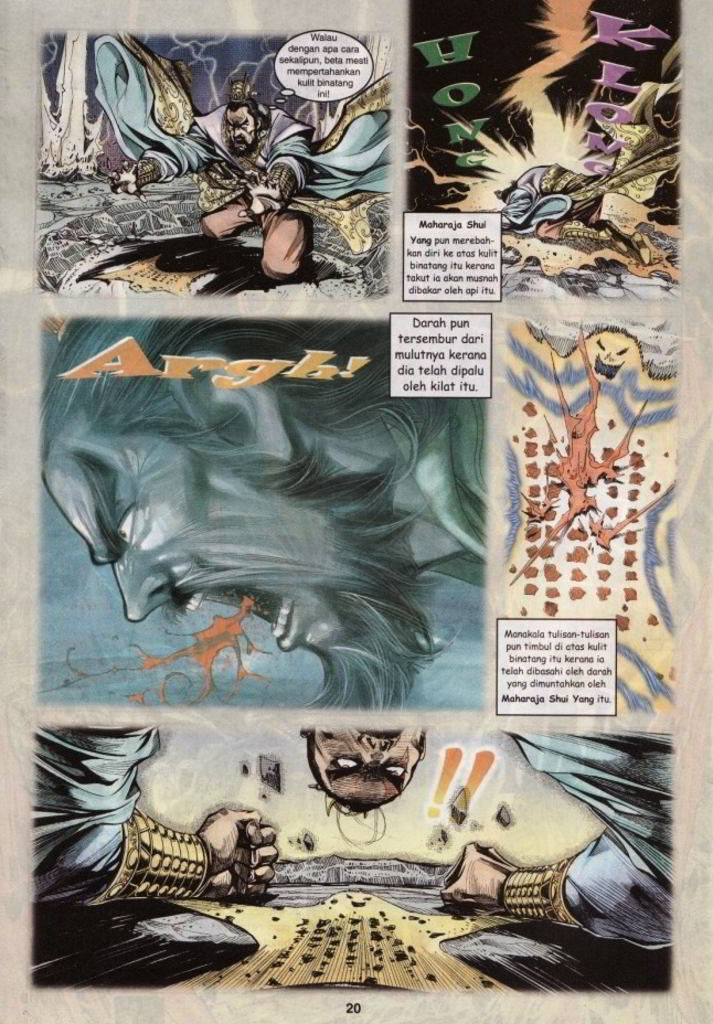 Walau
dengan apa cara
sekalipun, beta mesti
mempertahankan
kulit binatang
ini!
HONG
KLONG
Maharaja Shui
Yang pun merebah-
kan diri ke atas kulit
binatang itu kerana
takut ia akan musnah
dibakar oleh api itu.
Argh!
Darah pun
tersembur dari
mulutnya kerana
dia telah dipalu
oleh kilat itu.
Manakala tulisan-tulisan
pun timbul di atas kulit
binatang itu kerana ia
telah dibasahi oleh darah
yang dimuntahkan oleh
Maharaja Shui Yang itu.
!!
20